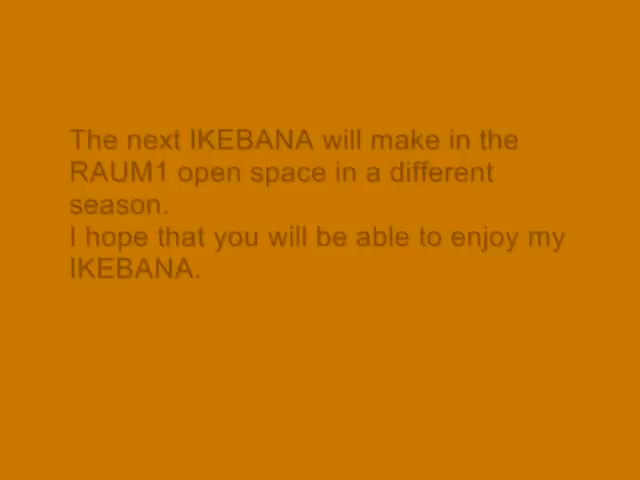 The next IKEBANA will make in the
RAUM1 open space in a different
season.
I hope that you will be able to enjoy my
IKEBANA.